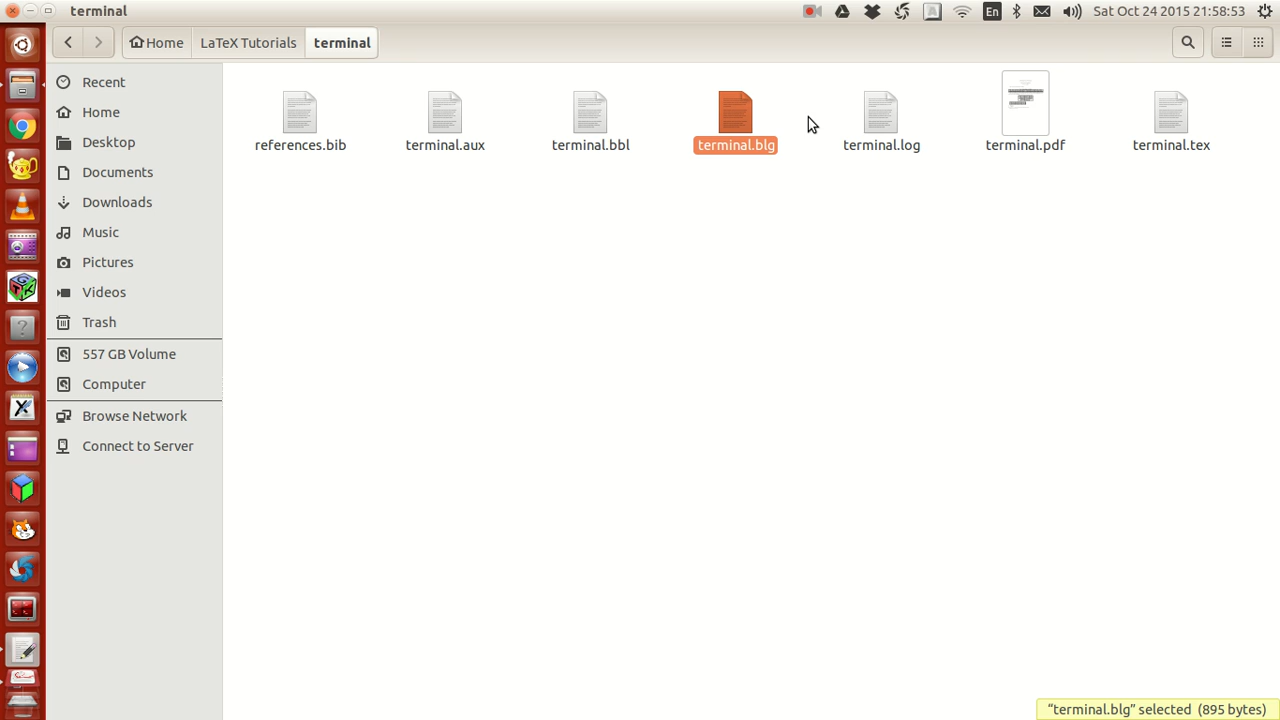 terminal
En
Sat Oct 24 2015 21:58:53
Home
LaTeX Tutorials
terminal
Recent
Home
Desktop
Documents
Downloads
Music
Pictures
Videos
Trash
557 GB Volume
Computer
Browse Network
Connect to Server
references.bib
terminal.aux
terminal.bbl
terminal.blg
terminal.log
terminal.pdf
terminal.tex
“terminal.blg” selected (895 bytes)